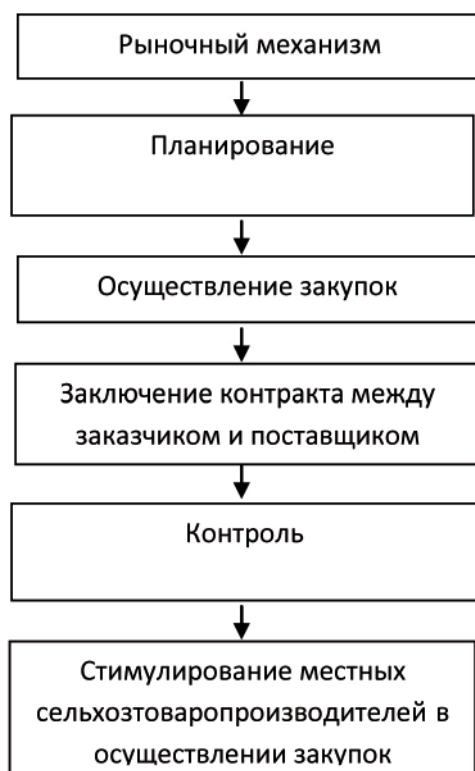 Рыночный механизм
Планирование
Осуществление закупок
Заключение контракта между
заказчиком и поставщиком
Контроль
Стимулирование местных
сельхозтоваропроизводителей в
осуществлении закупок